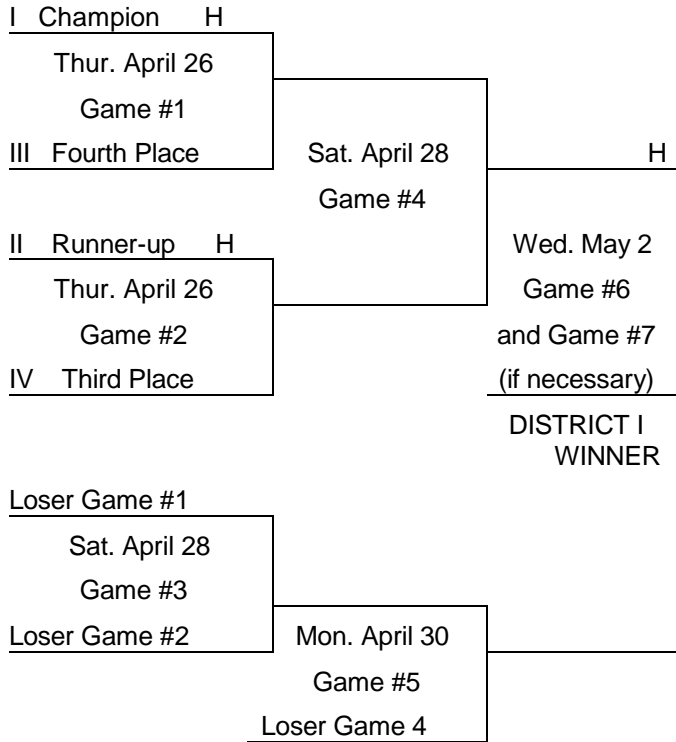 I Champion H
Thur. April 26
Game #1
III Fourth Place
Sat. April 28
Game #4
H
II Runner-up H
Thur. April 26
Game #2
IV Third Place
Wed. May 2
Game #6
and Game #7
(if necessary)
DISTRICT I
WINNER
Loser Game #1
Sat. April 28
Game #3
Loser Game #2
Mon. April 30
Game #5
Loser Game 4